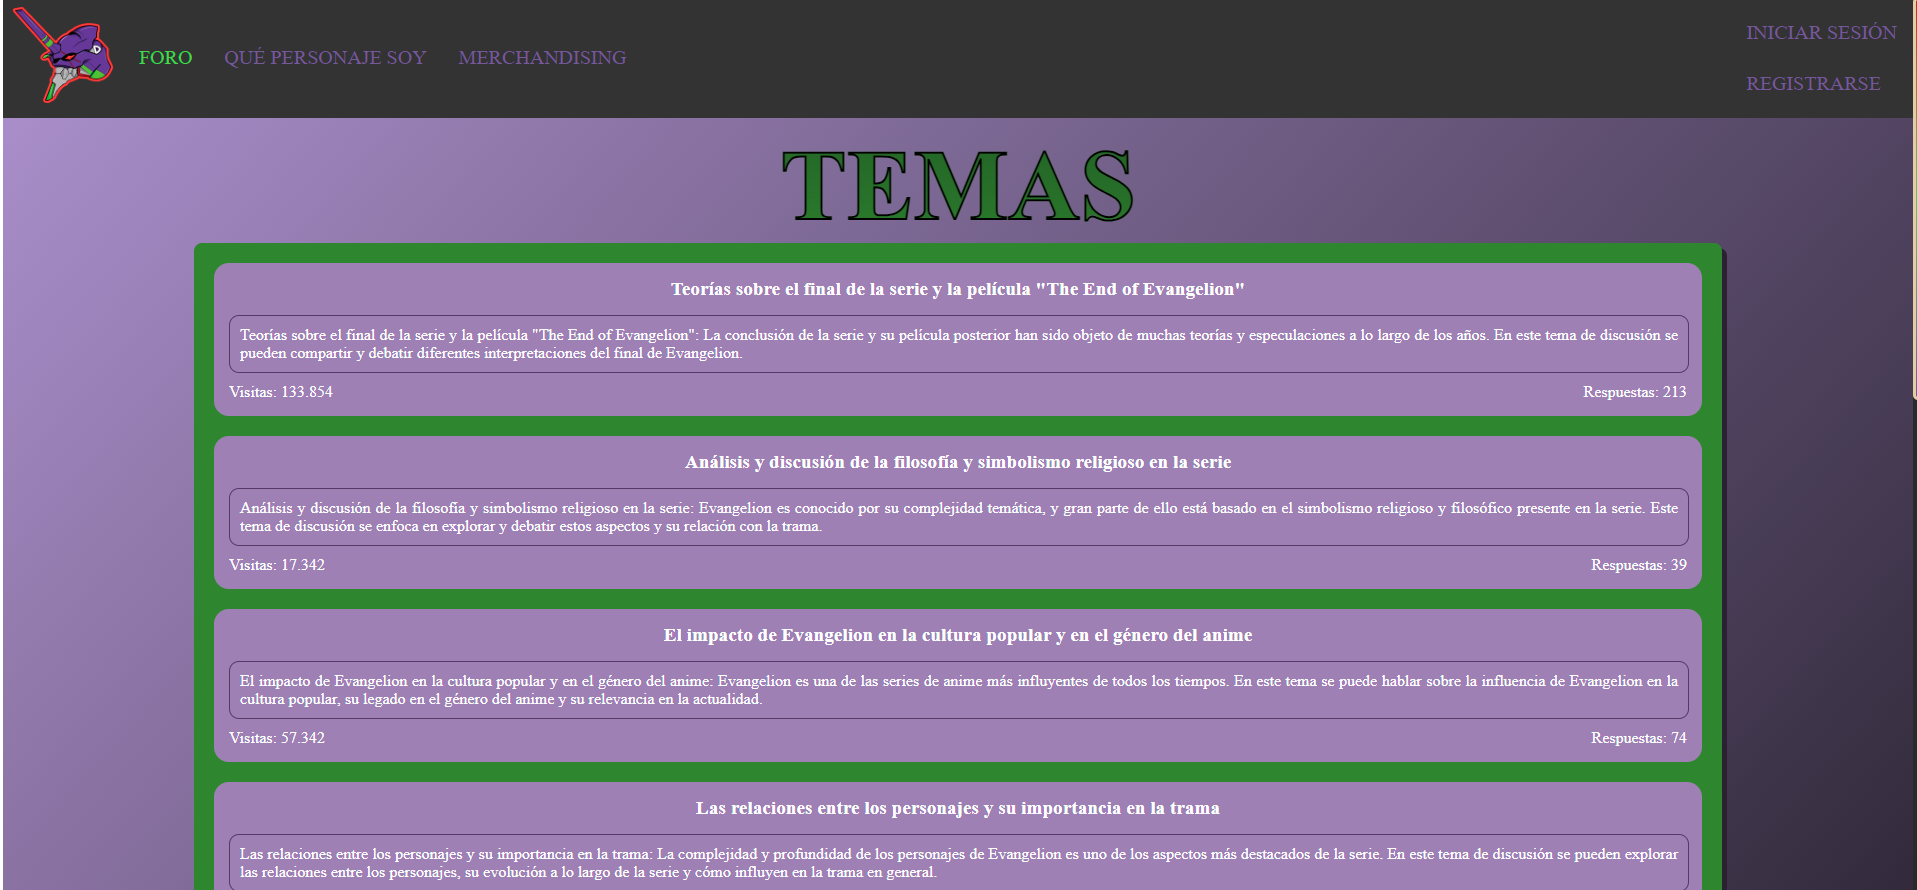 FORO
QUÉ PERSONAJE SOY
MERCHANDISING
INICIAR SESIÓN
REGISTRARSE
TEMAS
Teorías sobre el final de la serie y la película "The End of Evangelion"
Teorías sobre el final de la serie y la película "The End of Evangelion": La conclusión de la serie y su película posterior han sido objeto de muchas teorías y especulaciones a lo largo de los años. En este tema de discusión se
pueden compartir y debatir diferentes interpretaciones del final de Evangelion.
Visitas: 133.854
Respuestas: 213
Análisis y discusión de la filosofía y simbolismo religioso en la serie
Análisis y discusión de la filosofía y simbolismo religioso en la serie: Evangelion es conocido por su complejidad temática, y gran parte de ello está basado en el simbolismo religioso y filosófico presente en la serie. Este
tema de discusión se enfoca en explorar y debatir estos aspectos y su relación con la trama.
Visitas: 17.342
Respuestas: 39
El impacto de Evangelion en la cultura popular y en el género del anime
El impacto de Evangelion en la cultura popular y en el género del anime: Evangelion es una de las series de anime más influyentes de todos los tiempos. En este tema se puede hablar sobre la influencia de Evangelion en la
cultura popular, su legado en el género del anime y su relevancia en la actualidad.
Visitas: 57.342
Respuestas: 74
Las relaciones entre los personajes y su importancia en la trama
Las relaciones entre los personajes y su importancia en la trama: La complejidad y profundidad de los personajes de Evangelion es uno de los aspectos más destacados de la serie. En este tema de discusión se pueden explorar
las relaciones entre los personajes, su evolución a lo largo de la serie y cómo influyen en la trama en general.